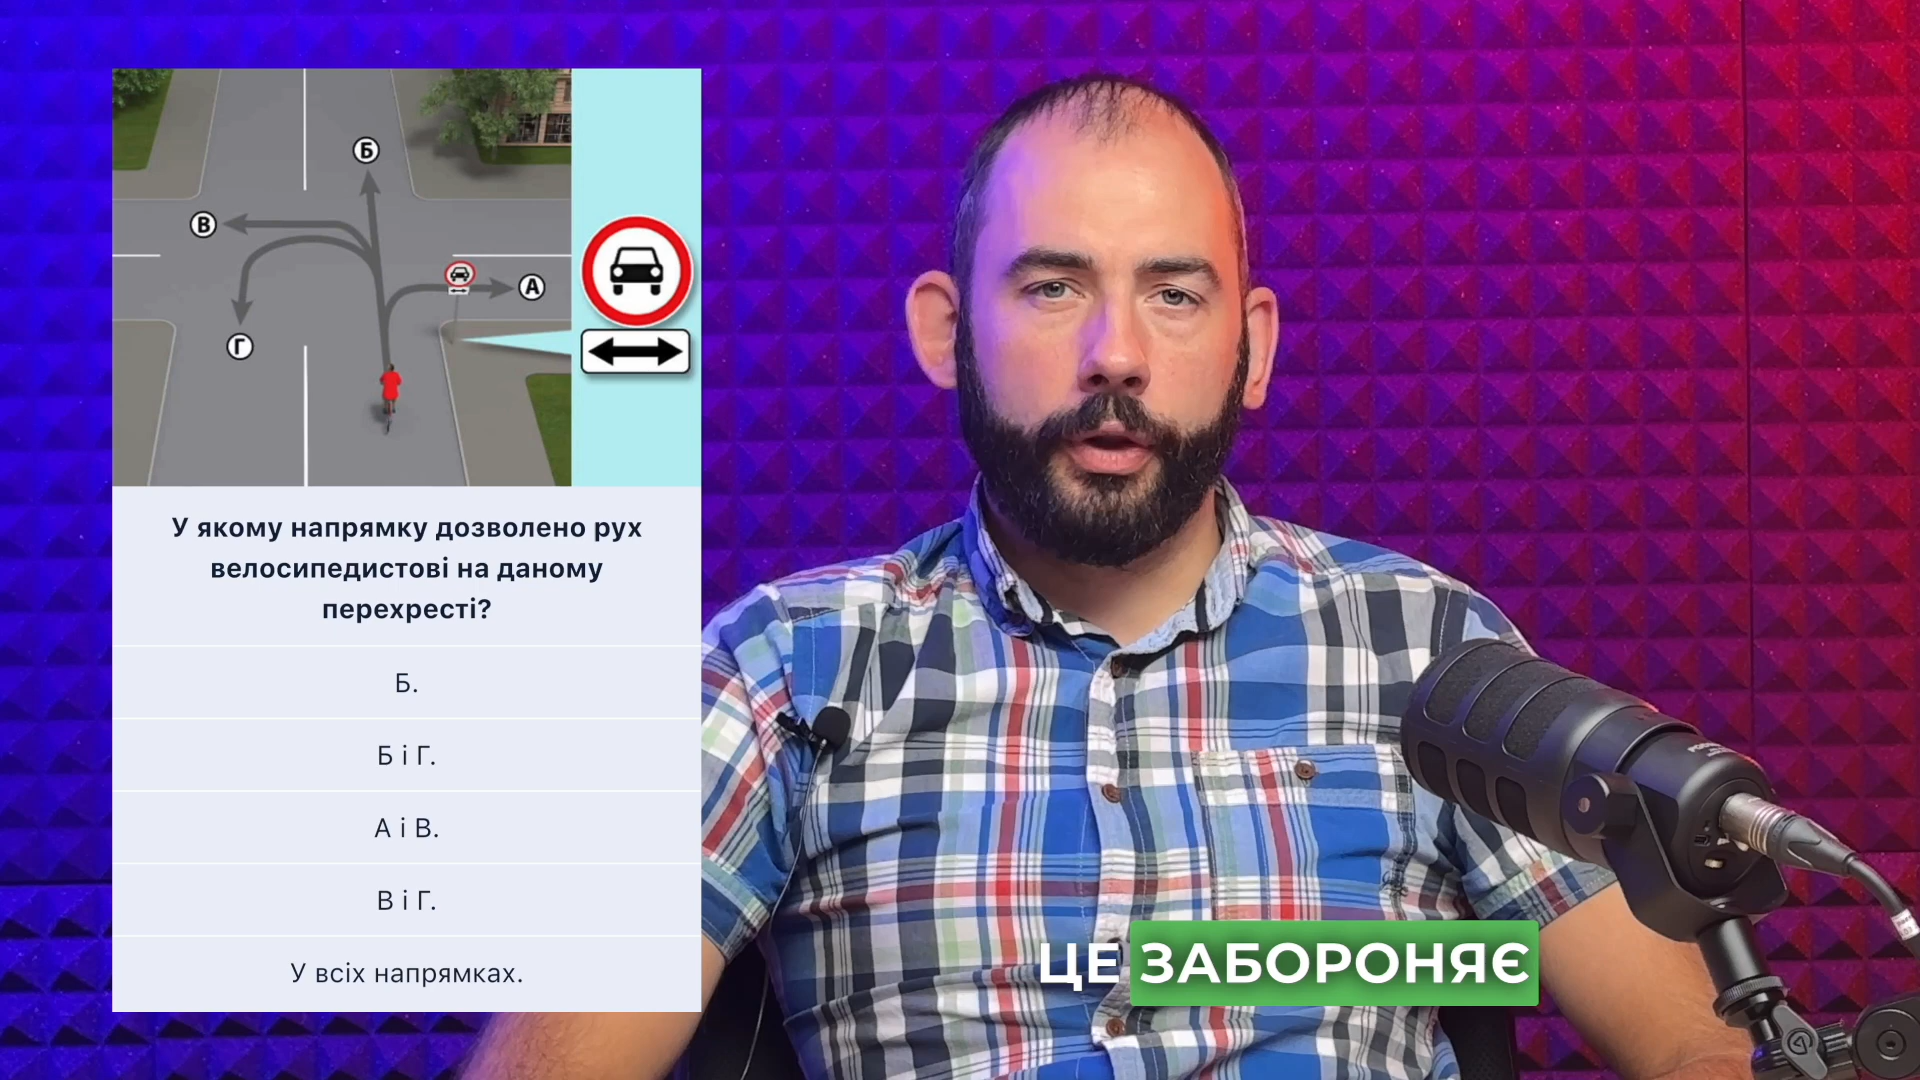 Б
В
А
Г
У якому напрямку дозволено рух
велосипедистові на даному
перехресті?
Б.
Б і Г.
А і В.
В і Г.
У всіх напрямках.
ЦЕ ЗАБОРОНЯЄ